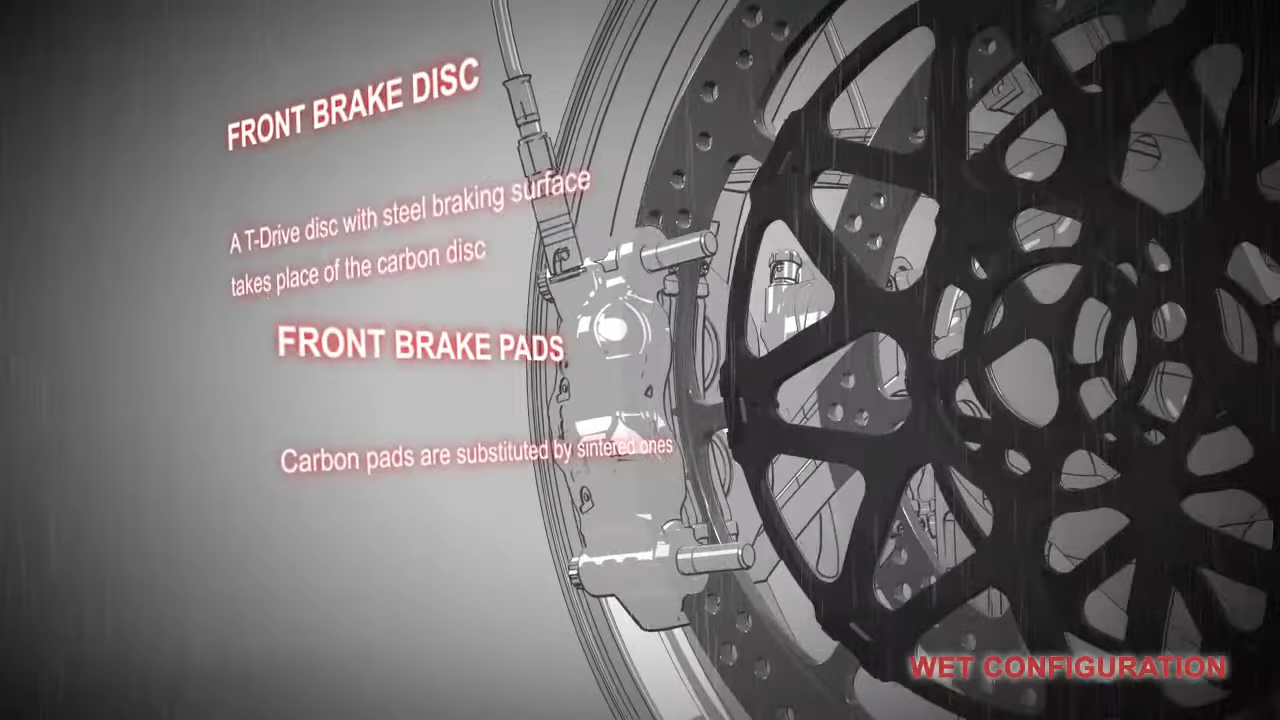 FRONT BRAKE DISC
A T-Drive disc with steel braking surface
takes place of the carbon disc
FRONT BRAKE PADS
Carbon pads are substituted by sintered ones
WET CONFIGURATION